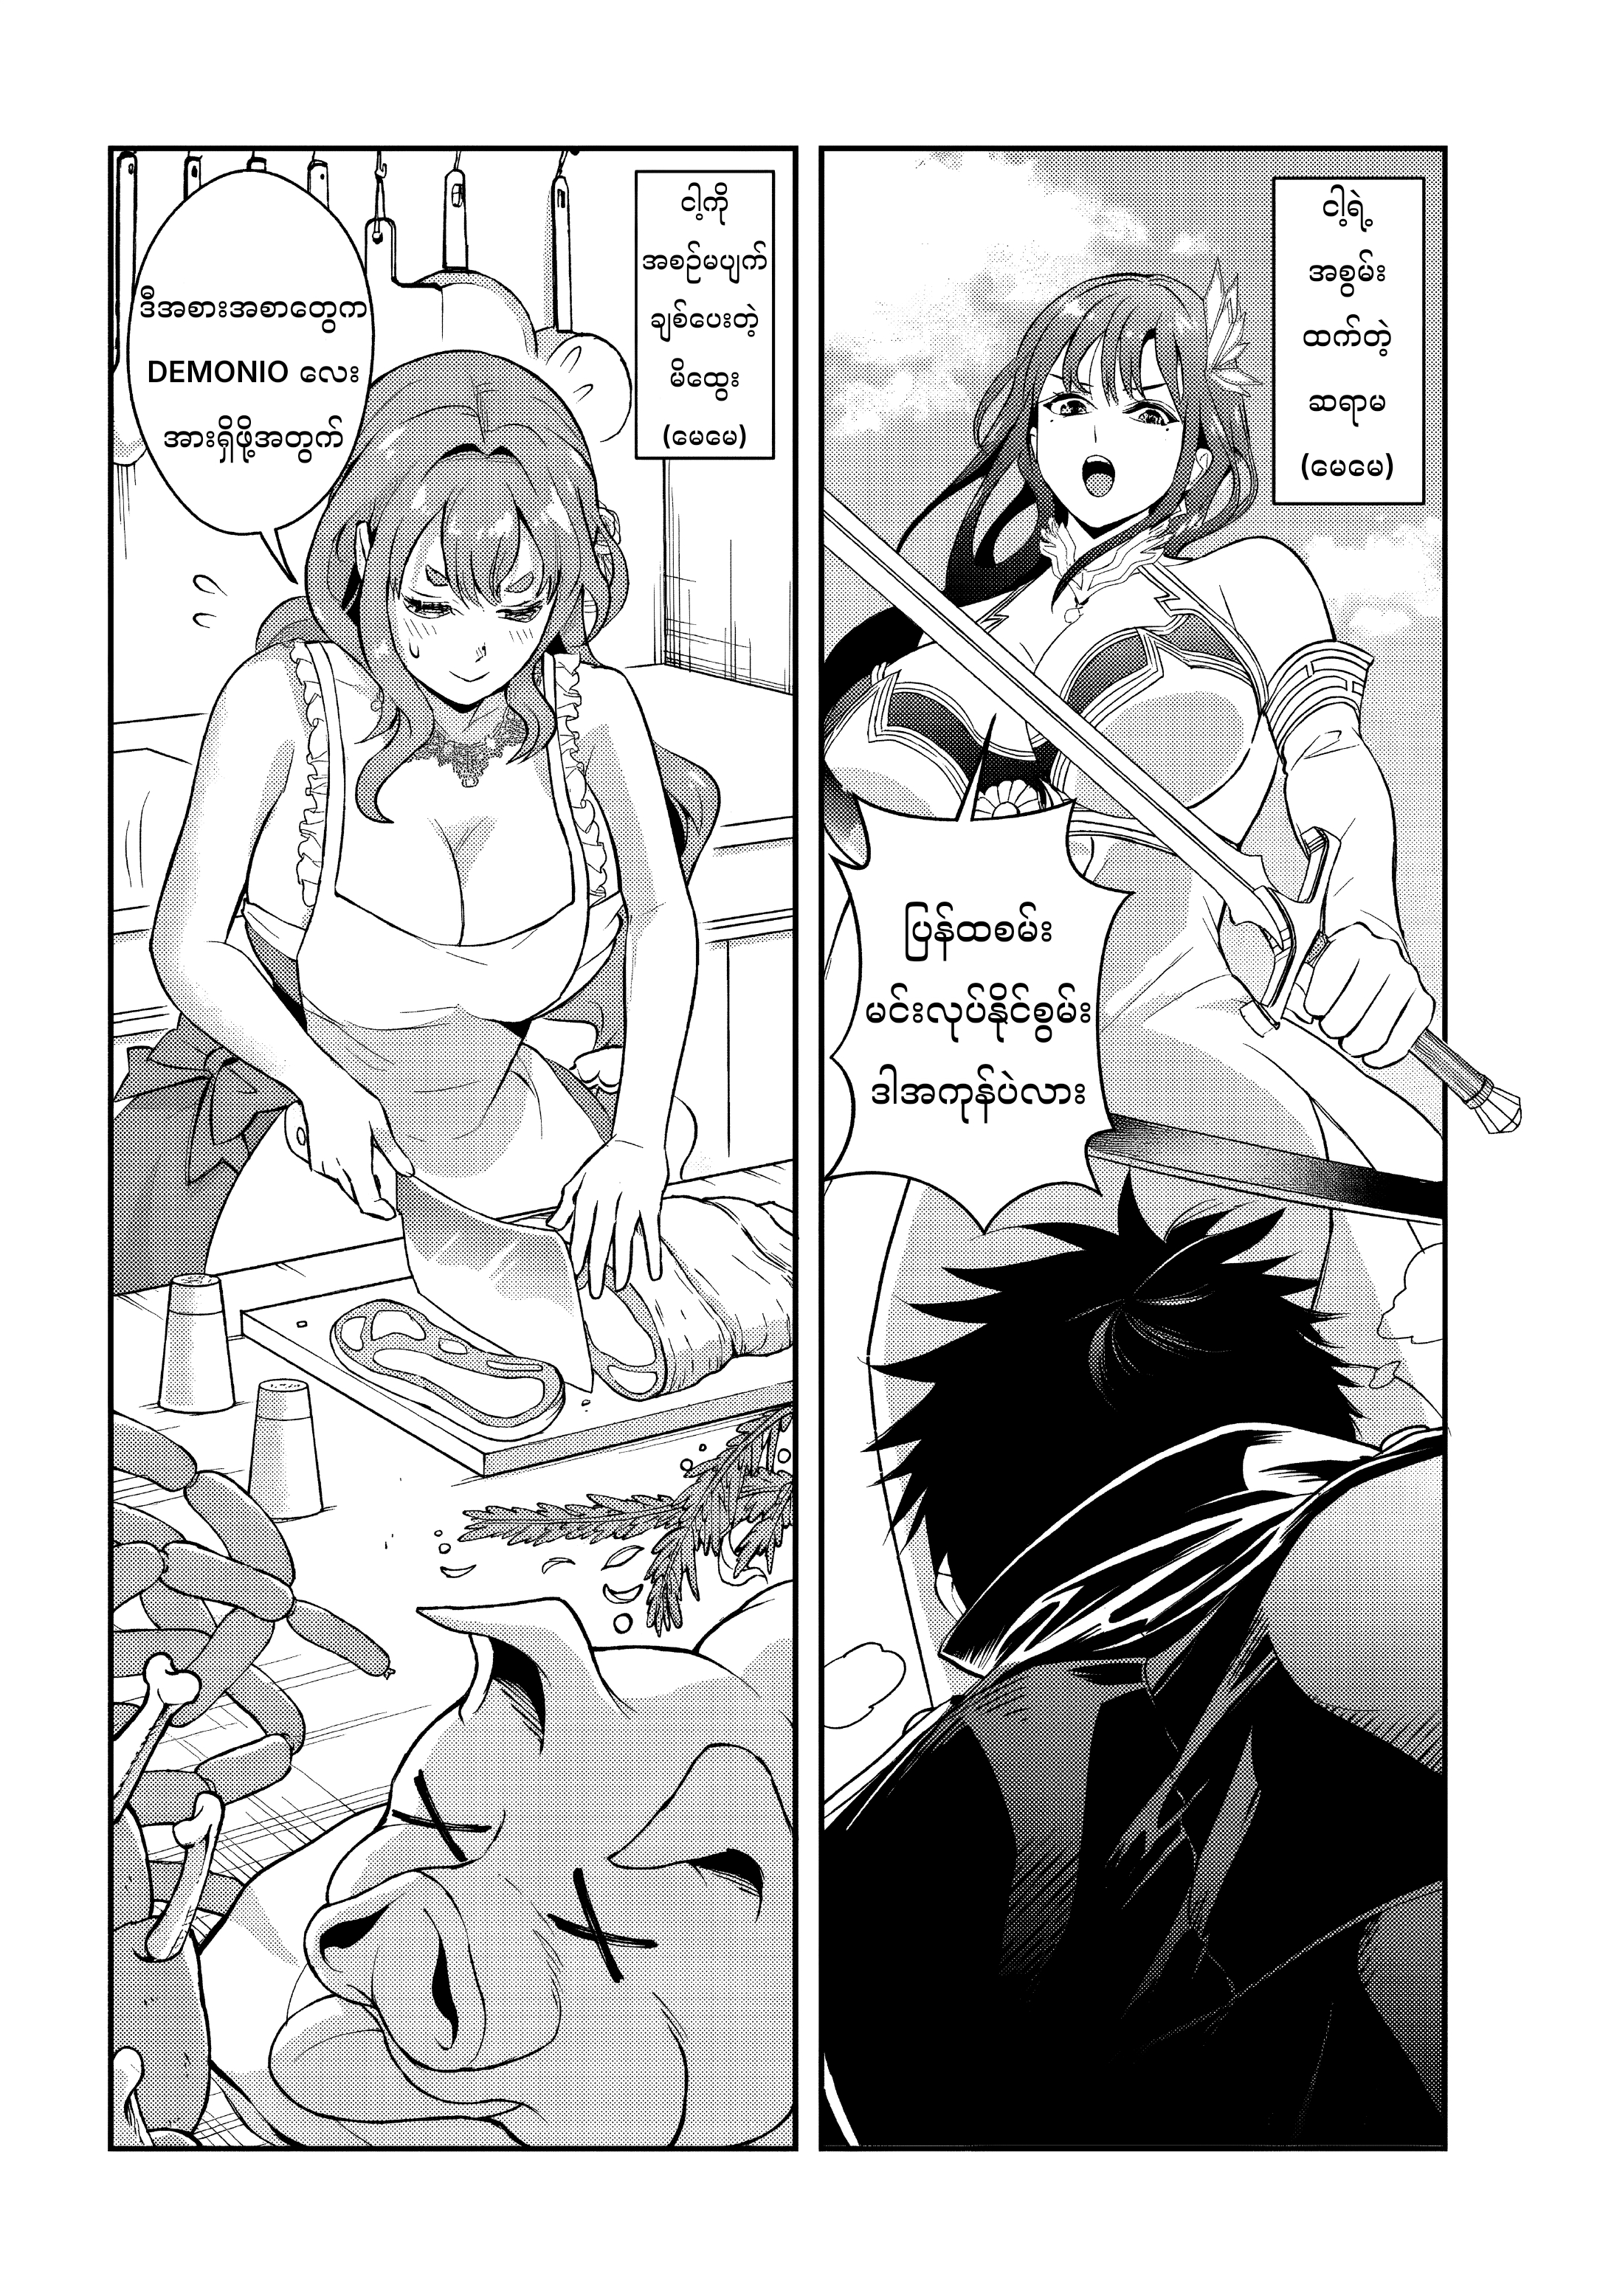 ငါ့ရဲ့
အစွမ်း
ထက်တဲ့
ဆရာမ
(မေမေ)
ပြန်ထစမ်း
မင်းလုပ်နိုင်စွမ်း
ဒါအကုန်ပဲလား
ငါ့ကို
အစဉ်မပျက်
ချစ်ပေးတဲ့
မိထွေး
(မေမေ)
ဒီအစားအစာတွေက
DEMONIO လေး
အားရှိဖို့အတွက်